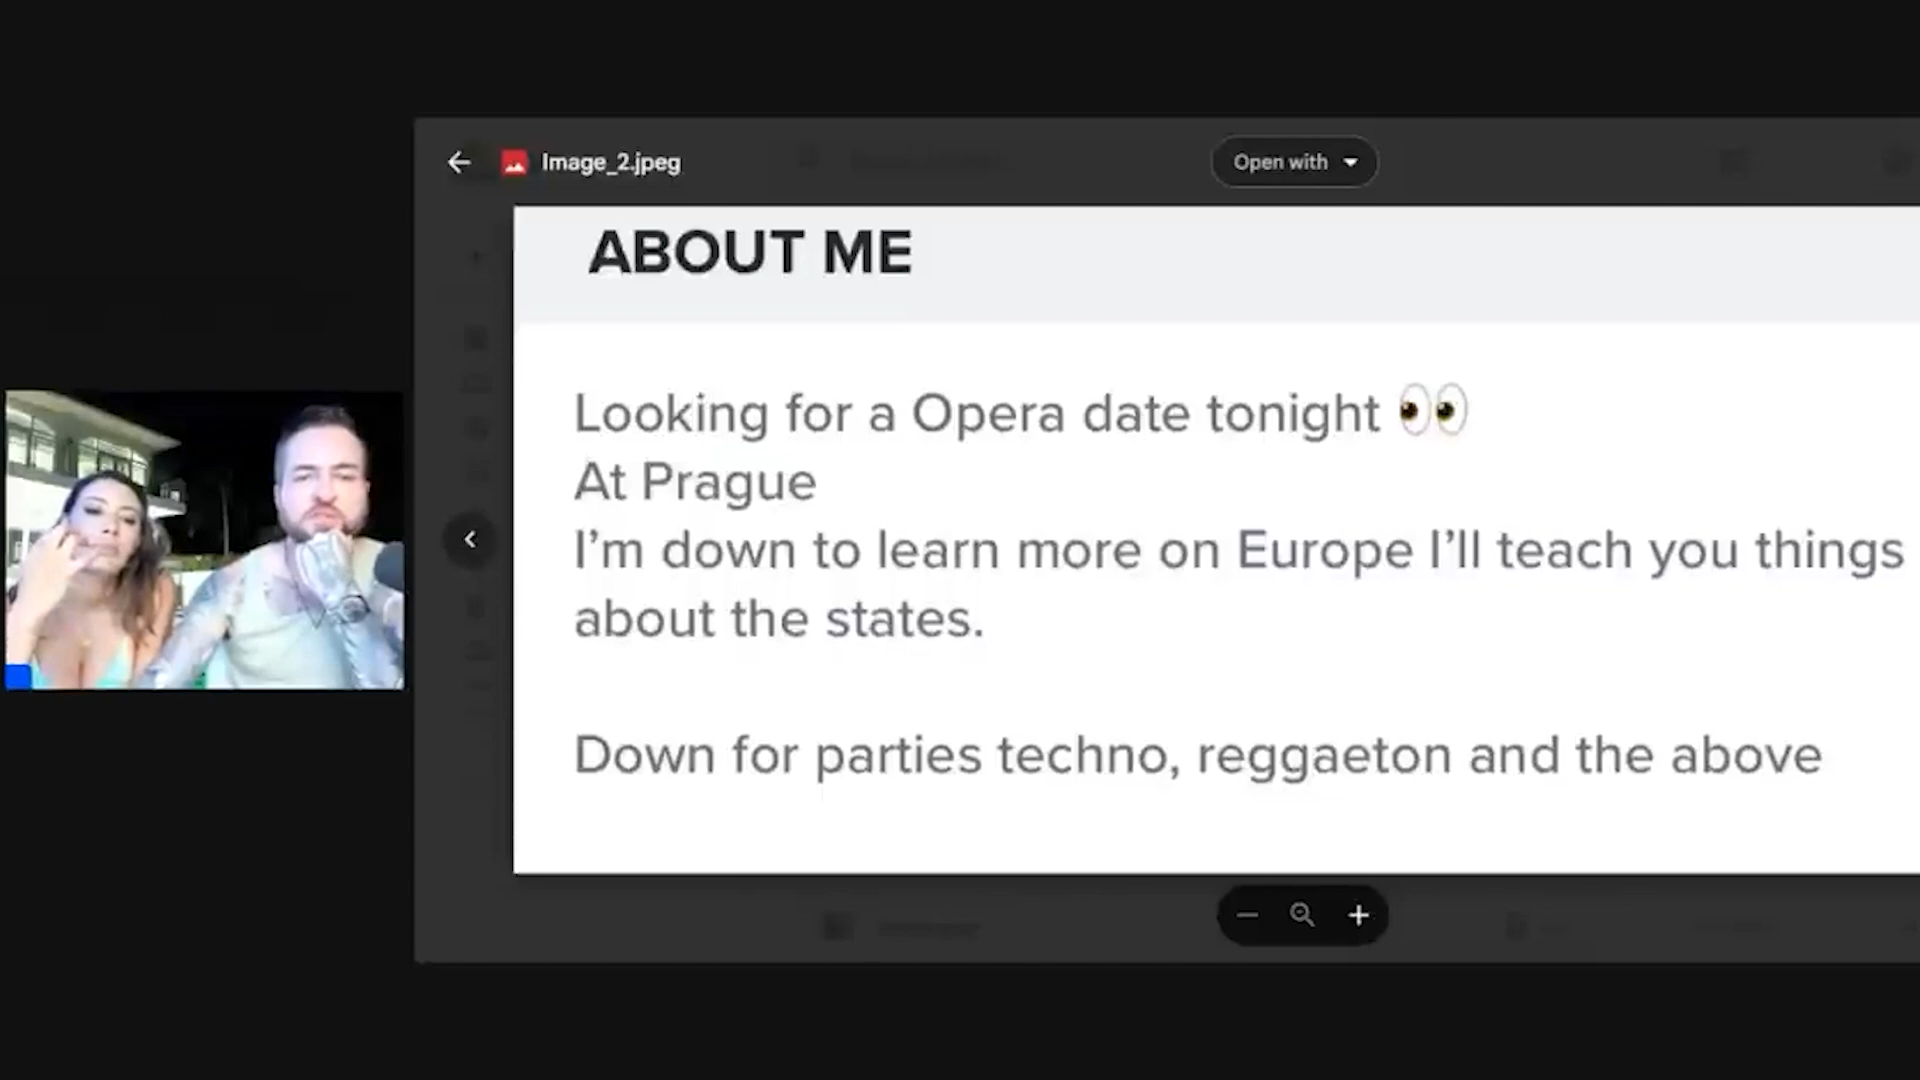 Image_2.jpeg
Open with
ABOUT ME
Looking for a Opera date tonight 👀
At Prague
I'm down to learn more on Europe I'll teach you things
about the states.
Down for parties techno, reggaeton and the above